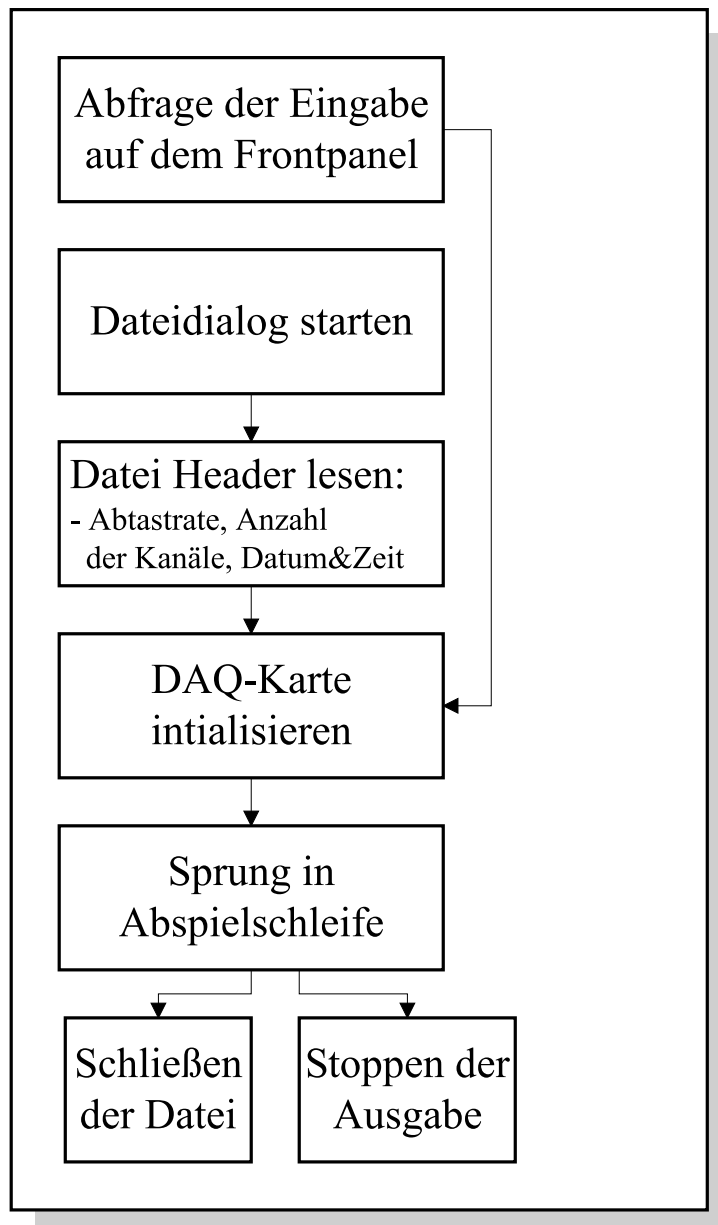 Abfrage der Eingabe
auf dem Frontpanel
Dateidialog starten
Datei Header lesen:
- Abtastrate, Anzahl
der Kanäle, Datum&Zeit
DAQ-Karte
intialisieren
Sprung in
Abspielschleife
Schließen
der Datei
Stoppen der
Ausgabe